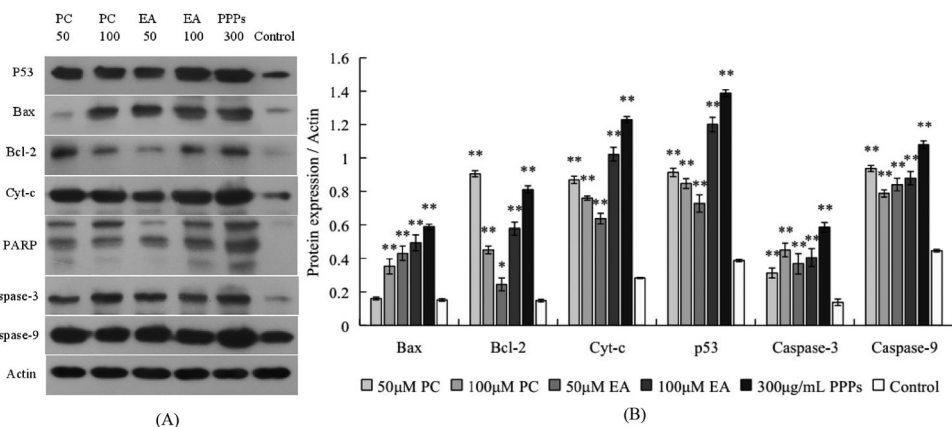 PC PC EA EA PPPs
50 100 50 100 300 Control
P53
Bax
Bcl-2
Cyt-c
PARP
spase-3
spase-9
Actin
(A)
Protein expression / Actin
1.6
1.4
1.2
1
0.8
0.6
0.4
0.2
0
** ** ** **
** ** * ** **
** ** ** ** **
** ** ** ** **
** ** ** ** **
** ** ** ** **
Bax Bcl-2 Cyt-c p53 Caspase-3 Caspase-9
50μM PC 100μM PC 50μM EA 100μM EA 300μg/mL PPPs Control
(B)